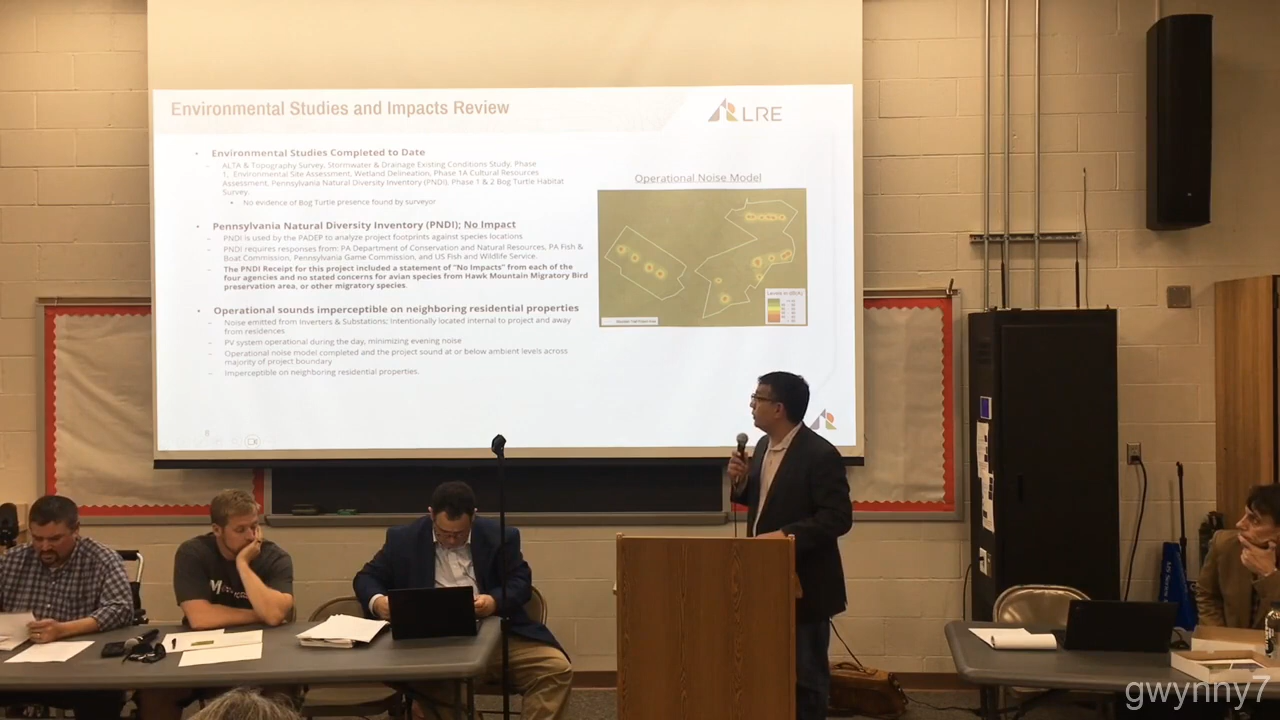 Environmental Studies and Impacts Review
LRE
• Environmental Studies Completed to Date
– ALTA & Topography Survey, Stormwater & Drainage Existing Conditions Study, Phase
1, Environmental Site Assessment, Wetland Delineation, Phase 1A Cultural Resources
Assessment, Pennsylvania Natural Diversity Inventory (PNDI), Phase 1 & 2 Bog Turtle Habitat
Survey.
• No evidence of Bog Turtle presence found by surveyor
• Pennsylvania Natural Diversity Inventory (PNDI); No Impact
– PNDI is used by the PADEP to analyze project footprints against species locations.
– PNDI requires responses from: PA Department of Conservation and Natural Resources, PA Fish &
Boat Commission, Pennsylvania Game Commission, and US Fish and Wildlife Service.
– The PNDI Receipt for this project included a statement of "No Impacts" from each of the
four agencies and no stated concerns for avian species from Hawk Mountain Migratory Bird
preservation area, or other migratory species.
• Operational sounds imperceptible on neighboring residential properties
– Noise emitted from Inverters & Substations; Intentionally located internal to project and away
from residences
– PV system operational during the day, minimizing evening noise
– Operational noise model completed and the project sound at or below ambient levels across
majority of project boundary
– Imperceptible on neighboring residential properties.
Operational Noise Model
Levels in dB(A)
8
M
gwynny7